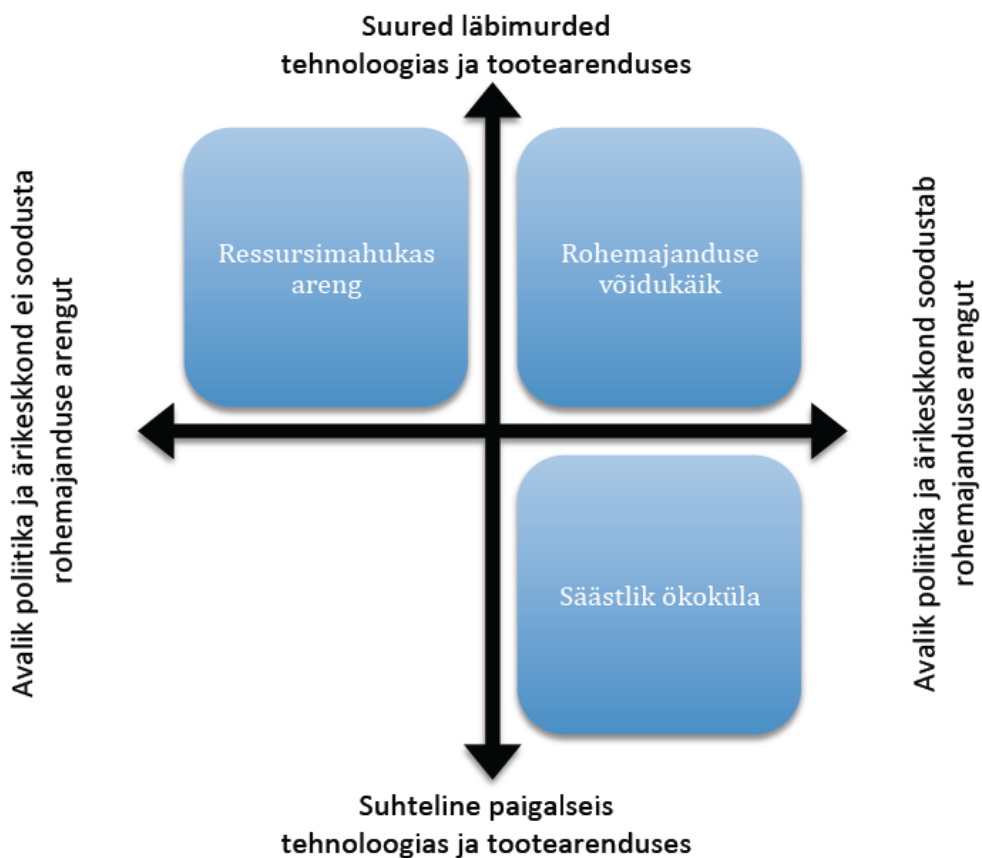 Suured läbimurded
tehnoloogias ja tootearenduses
Avalik poliitika ja ärikeskkond ei soodusta
rohemajanduse arengut
Ressursimahukas
areng
Rohemajanduse
võidukäik
Avalik poliitika ja ärikeskkond soodustab
rohemajanduse arengut
Säästlik ökoküla
Suhteline paigalseis
tehnoloogias ja tootearenduses